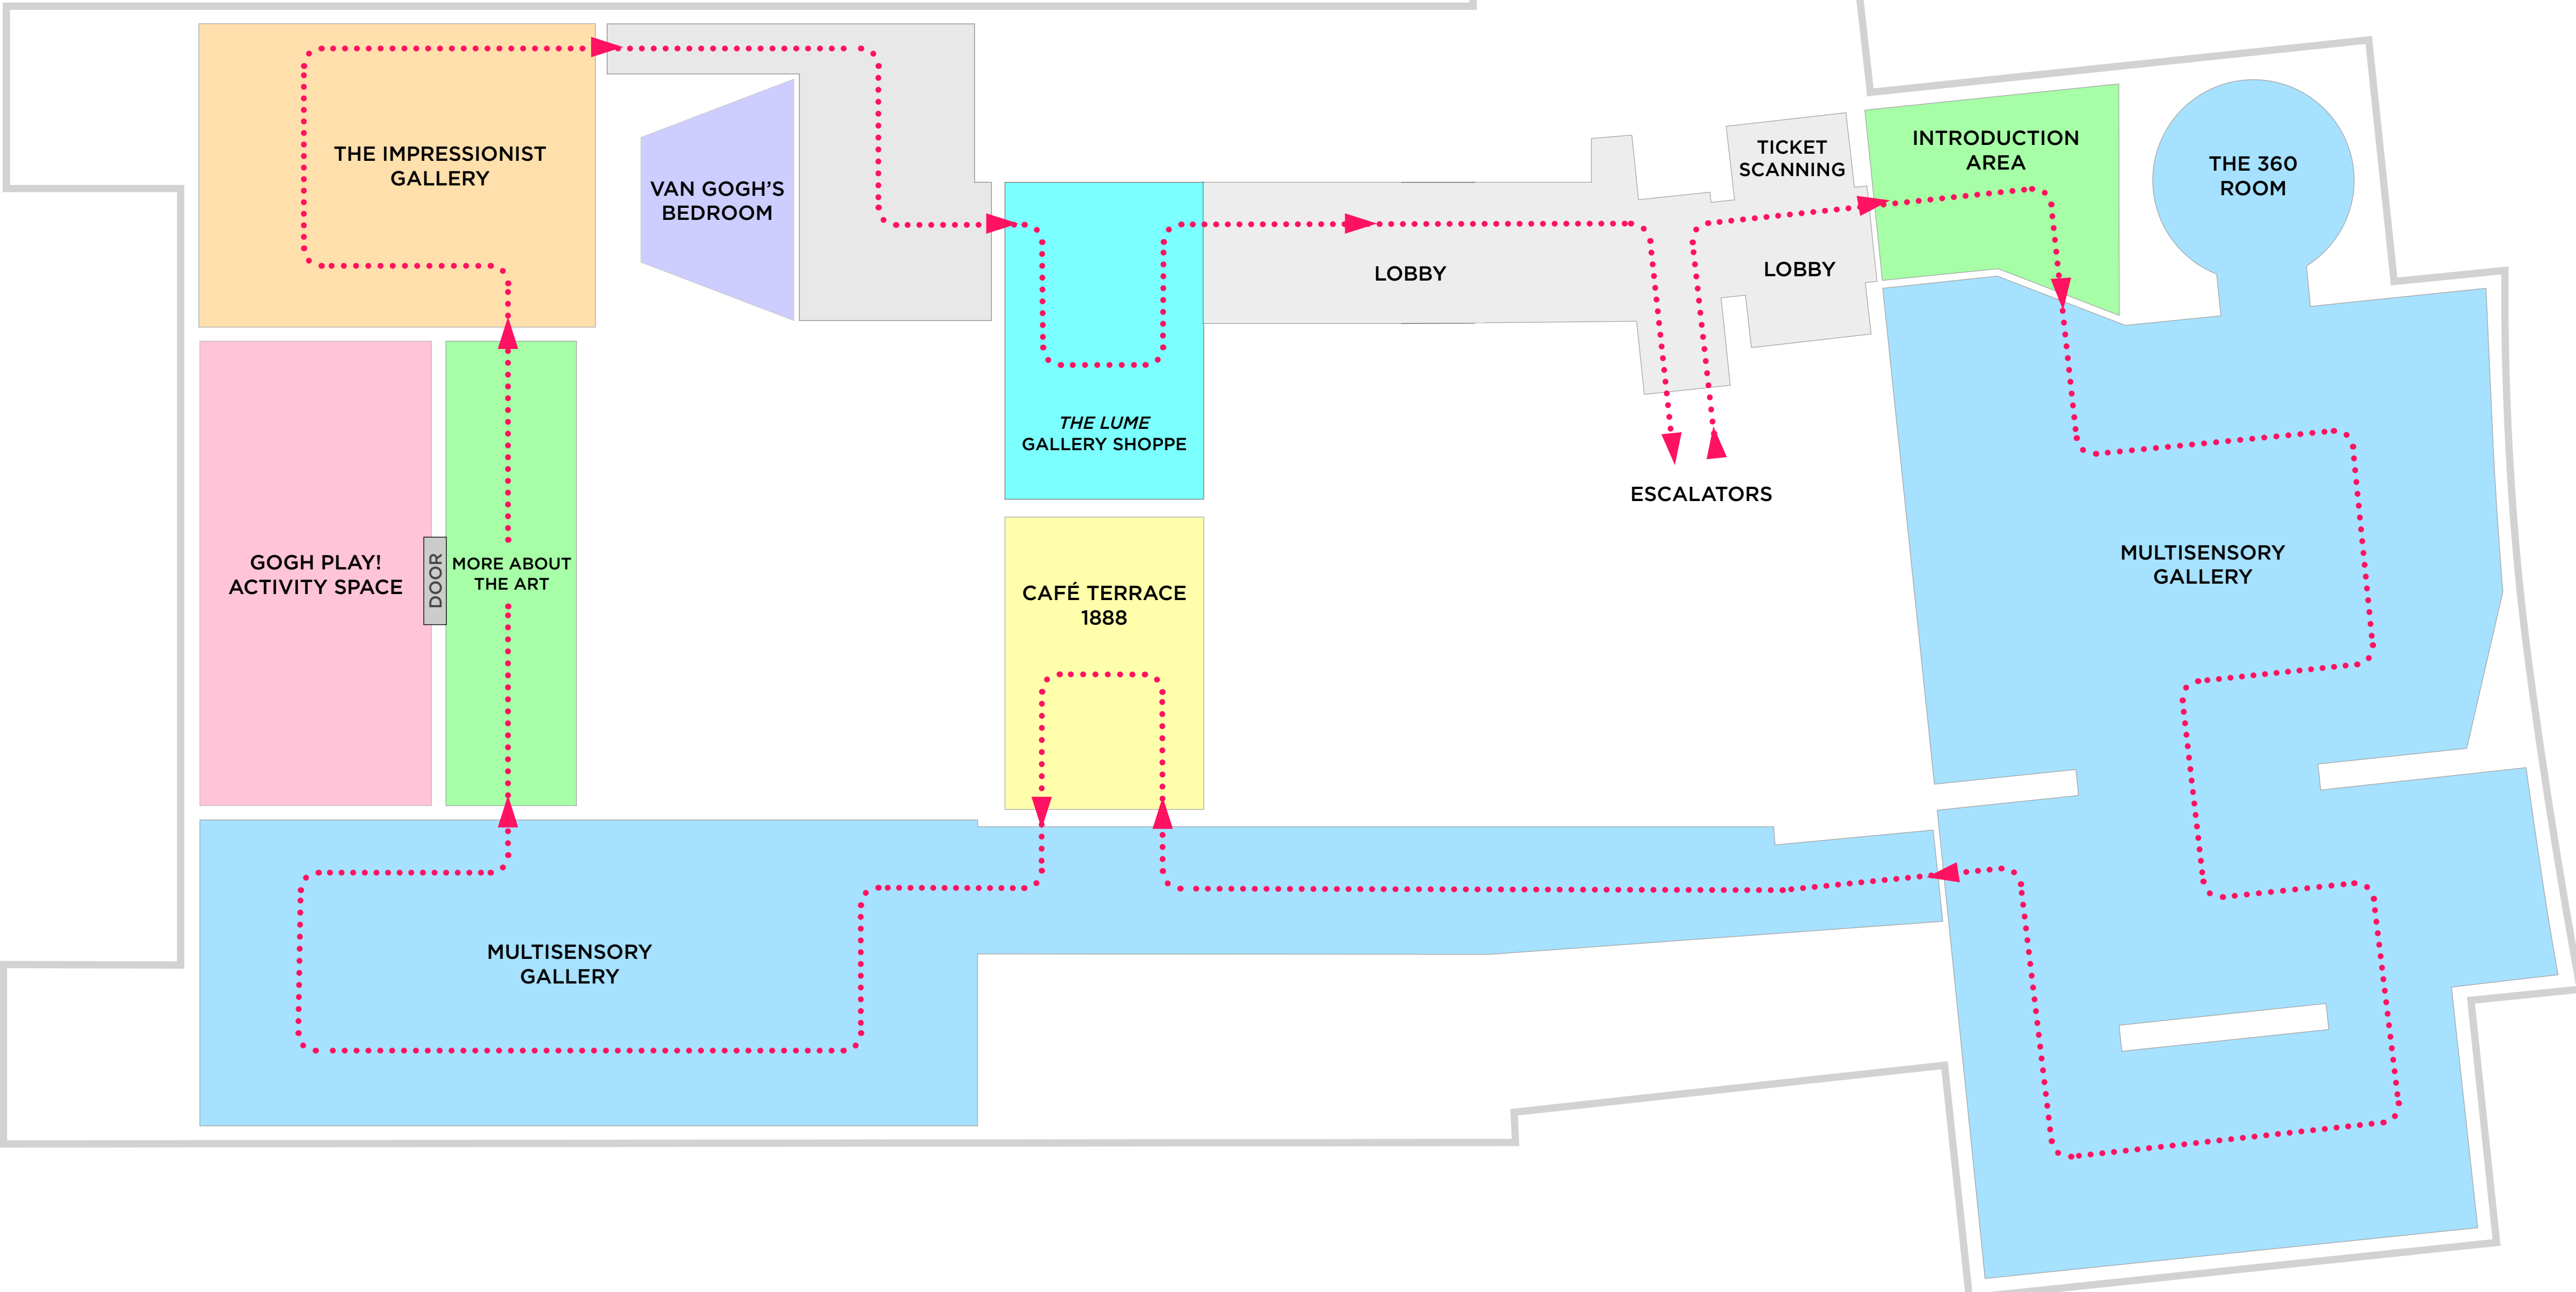 THE IMPRESSIONIST
GALLERY
VAN GOGH'S
BEDROOM
TICKET
SCANNING
INTRODUCTION
AREA
THE 360
ROOM
LOBBY
LOBBY
THE LUME
GALLERY SHOPPE
ESCALATORS
GOGH PLAY!
ACTIVITY SPACE
DOOR
MORE ABOUT
THE ART
CAFÉ TERRACE
1888
MULTISENSORY
GALLERY
MULTISENSORY
GALLERY